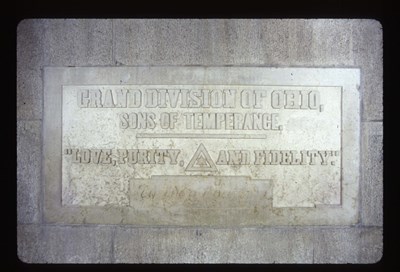 GRAND DIVISION OF OHIO,
SONS OF TEMPERANCE.
"LOVE, PURITY, AND FIDELITY."